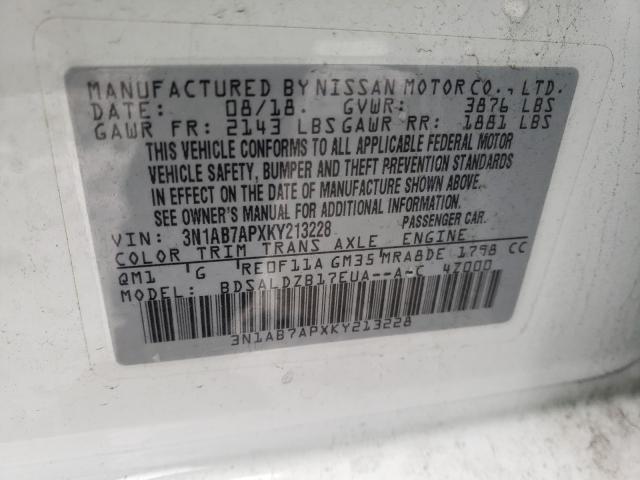 MANUFACTURED BY NISSAN MOTOR CO., LTD.
DATE: 08/18. GVWR: 3876 LBS
GAWR FR: 2143 LBS GAWR RR: 1881 LBS
THIS VEHICLE CONFORMS TO ALL APPLICABLE FEDERAL MOTOR
VEHICLE SAFETY, BUMPER AND THEFT PREVENTION STANDARDS
IN EFFECT ON THE DATE OF MANUFACTURE SHOWN ABOVE.
SEE OWNER'S MANUAL FOR ADDITIONAL INFORMATION.
VIN: 3N1AB7APXKY213228 PASSENGER CAR.
COLOR TRIM TRANS AXLE ENGINE
QM1 G RE0F11A GM35 MRA8DE 1798 CC
MODEL: BDSALDZB17EUA--A-C 4Z000
3N1AB7APXKY213228